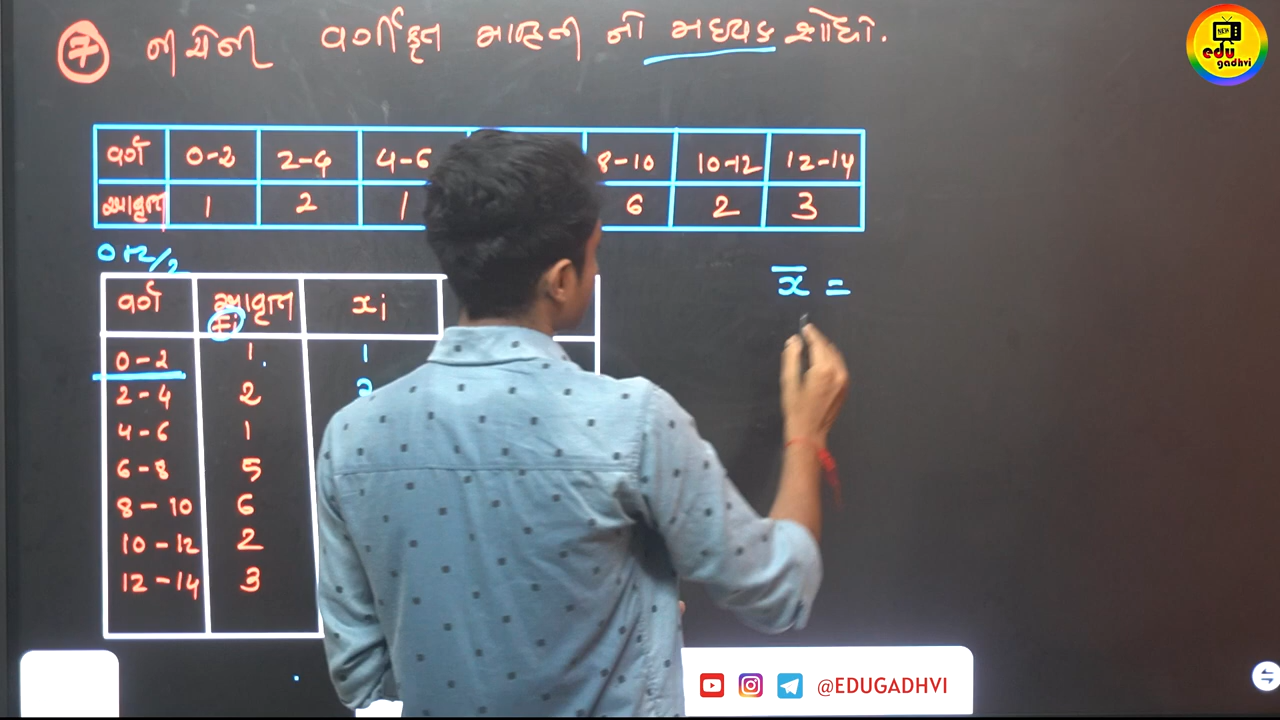 7 નીચેની વર્ગીકૃત માહિતી નો મધ્યક શોધો.
NEW
edu
gadhvi
વર્ગ 0-2 2-4 4-6 8-10 10-12 12-14
આવૃત્તિ 1 2 1 6 2 3
0+2/2
x̄ =
વર્ગ આવૃત્તિ xi
fi
0-2 1 1
2-4 2
4-6 1
6-8 5
8-10 6
10-12 2
12-14 3
@EDUGADHVI